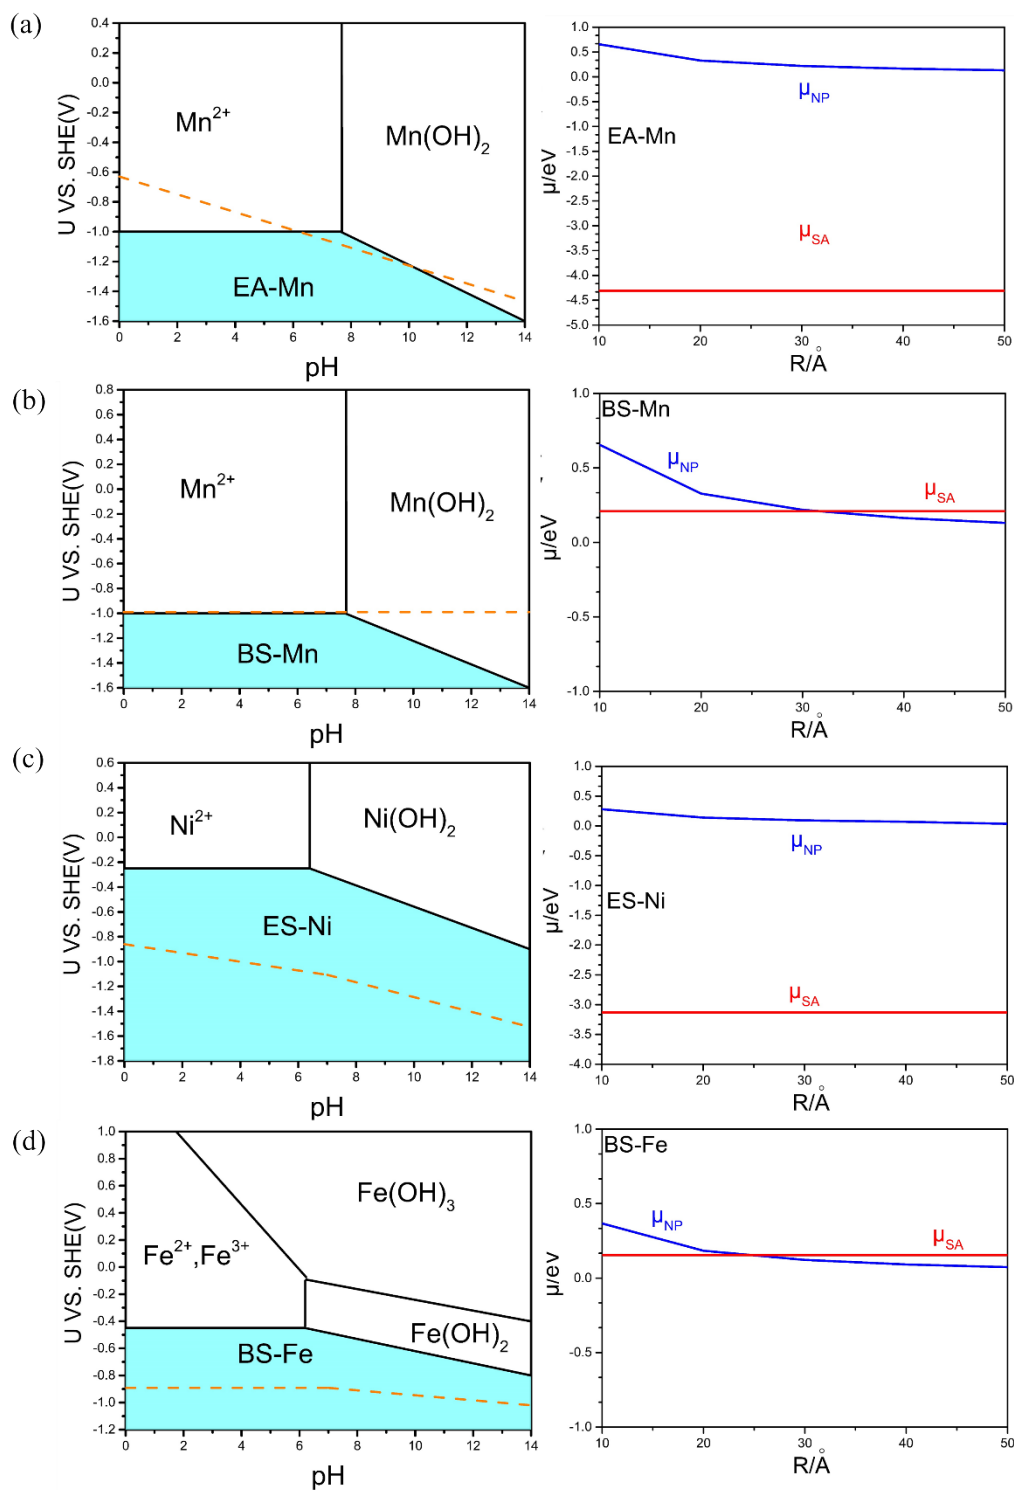 (a)
U VS. SHE(V)
0.4
0.2
0.0
-0.2
-0.4
-0.6
-0.8
-1.0
-1.2
-1.4
-1.6
Mn2+
Mn(OH)2
EA-Mn
0 2 4 6 8 10 12 14
pH
μ/eV
1.0
0.5
0.0
0.5
-1.0
-1.5
-2.0
-2.5
-3.0
-3.5
-4.0
-4.5
-5.0
μNP
EA-Mn
μSA
10 20 30 40 50
R/Å
(b)
U VS. SHE(V)
0.8
0.6
0.4
0.2
0.0
-0.2
-0.4
-0.6
-0.8
-1.0
-1.2
-1.4
-1.6
Mn2+
Mn(OH)2
BS-Mn
0 2 4 6 8 10 12 14
pH
μ/eV
1.0
0.5
0.0
-0.5
-1.0
BS-Mn
μNP
μSA
10 20 30 40 50
R/Å
(c)
U VS. SHE(V)
0.6
0.4
0.2
0.0
-0.2
-0.4
-0.6
-0.8
-1.0
-1.2
-1.4
-1.6
-1.8
Ni2+
Ni(OH)2
ES-Ni
0 2 4 6 8 10 12 14
pH
μ/eV
1.0
0.5
0.0
-0.5
-1.0
-1.5
-2.0
-2.5
-3.0
-3.5
-4.0
μNP
ES-Ni
μSA
10 20 30 40 50
R/Å
(d)
U VS. SHE(V)
1.0
0.8
0.6
0.4
0.2
0.0
-0.2
-0.4
-0.6
-0.8
-1.0
-1.2
Fe(OH)3
Fe2+,Fe3+
Fe(OH)2
BS-Fe
0 2 4 6 8 10 12 14
pH
μ/eV
1.0
0.5
0.0
-0.5
-1.0
BS-Fe
μNP
μSA
10 20 30 40 50
R/Å